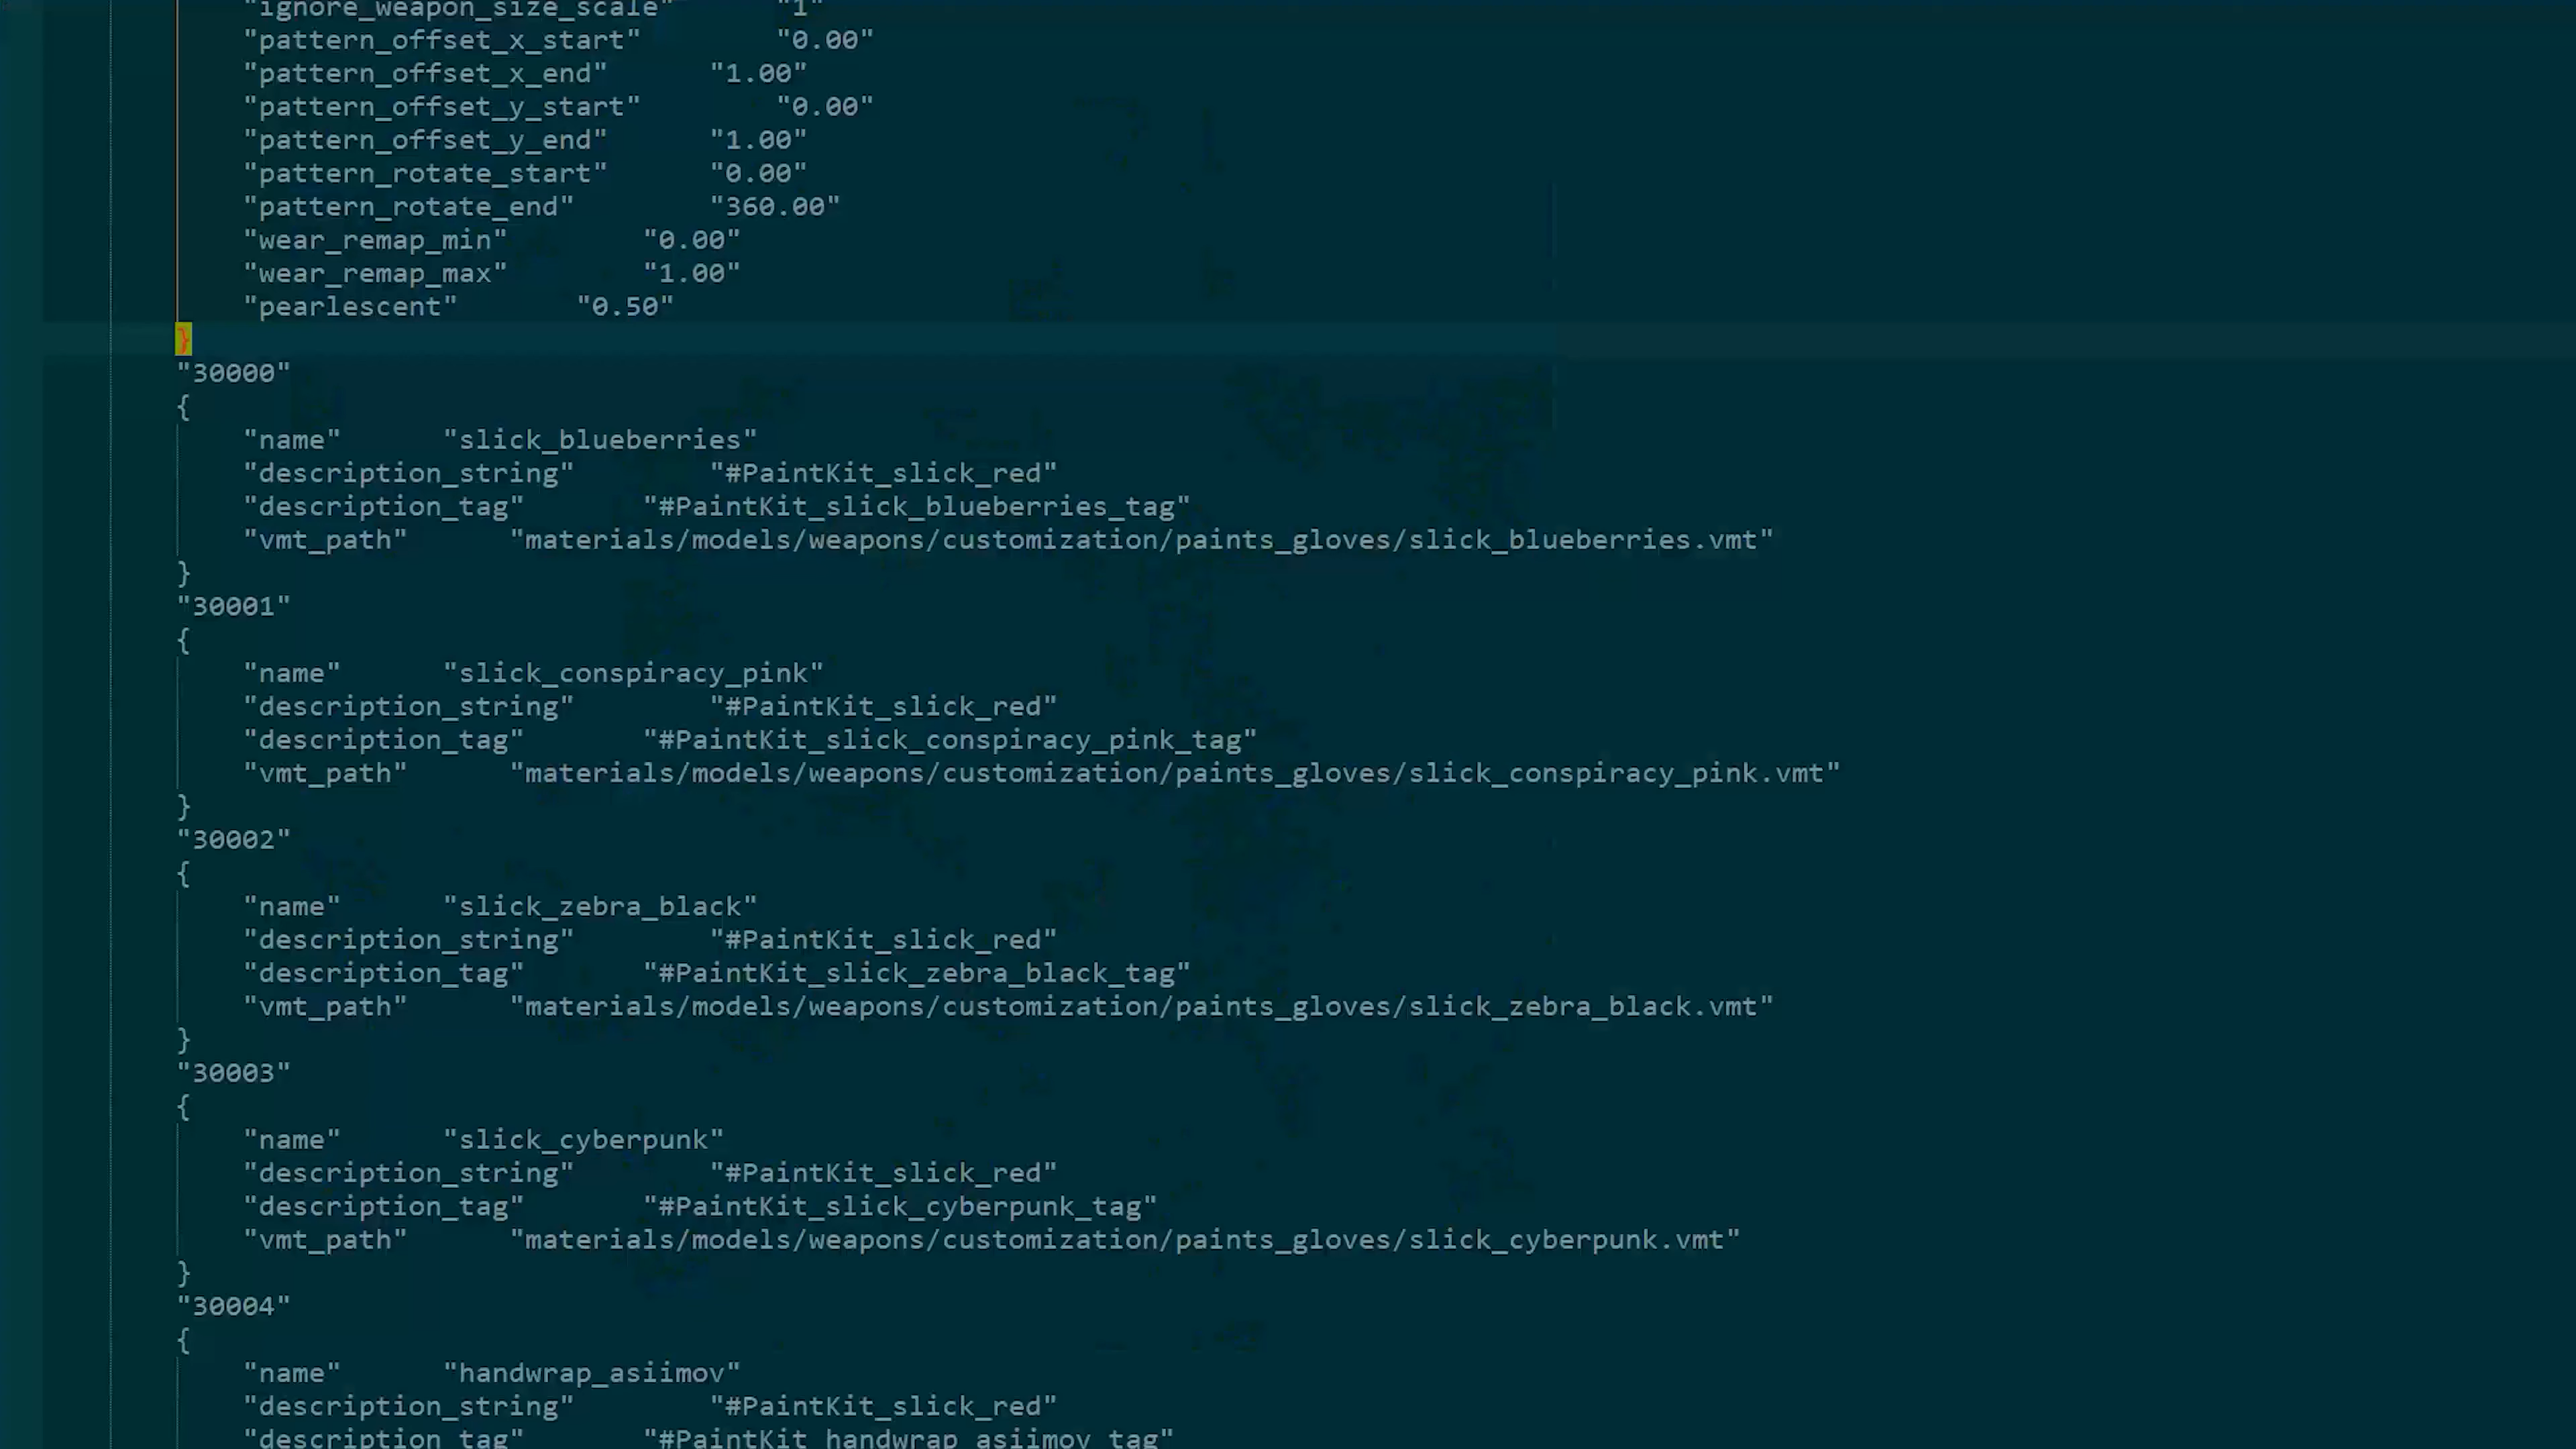 "ignore_weapon_size_scale" "1"
"pattern_offset_x_start" "0.00"
"pattern_offset_x_end" "1.00"
"pattern_offset_y_start" "0.00"
"pattern_offset_y_end" "1.00"
"pattern_rotate_start" "0.00"
"pattern_rotate_end" "360.00"
"wear_remap_min" "0.00"
"wear_remap_max" "1.00"
"pearlescent" "0.50"
}
"30000"
{
"name" "slick_blueberries"
"description_string" "#PaintKit_slick_red"
"description_tag" "#PaintKit_slick_blueberries_tag"
"vmt_path" "materials/models/weapons/customization/paints_gloves/slick_blueberries.vmt"
}
"30001"
{
"name" "slick_conspiracy_pink"
"description_string" "#PaintKit_slick_red"
"description_tag" "#PaintKit_slick_conspiracy_pink_tag"
"vmt_path" "materials/models/weapons/customization/paints_gloves/slick_conspiracy_pink.vmt"
}
"30002"
{
"name" "slick_zebra_black"
"description_string" "#PaintKit_slick_red"
"description_tag" "#PaintKit_slick_zebra_black_tag"
"vmt_path" "materials/models/weapons/customization/paints_gloves/slick_zebra_black.vmt"
}
"30003"
{
"name" "slick_cyberpunk"
"description_string" "#PaintKit_slick_red"
"description_tag" "#PaintKit_slick_cyberpunk_tag"
"vmt_path" "materials/models/weapons/customization/paints_gloves/slick_cyberpunk.vmt"
}
"30004"
{
"name" "handwrap_asiimov"
"description_string" "#PaintKit_slick_red"
"description_tag" "#PaintKit_handwrap_asiimov_tag"